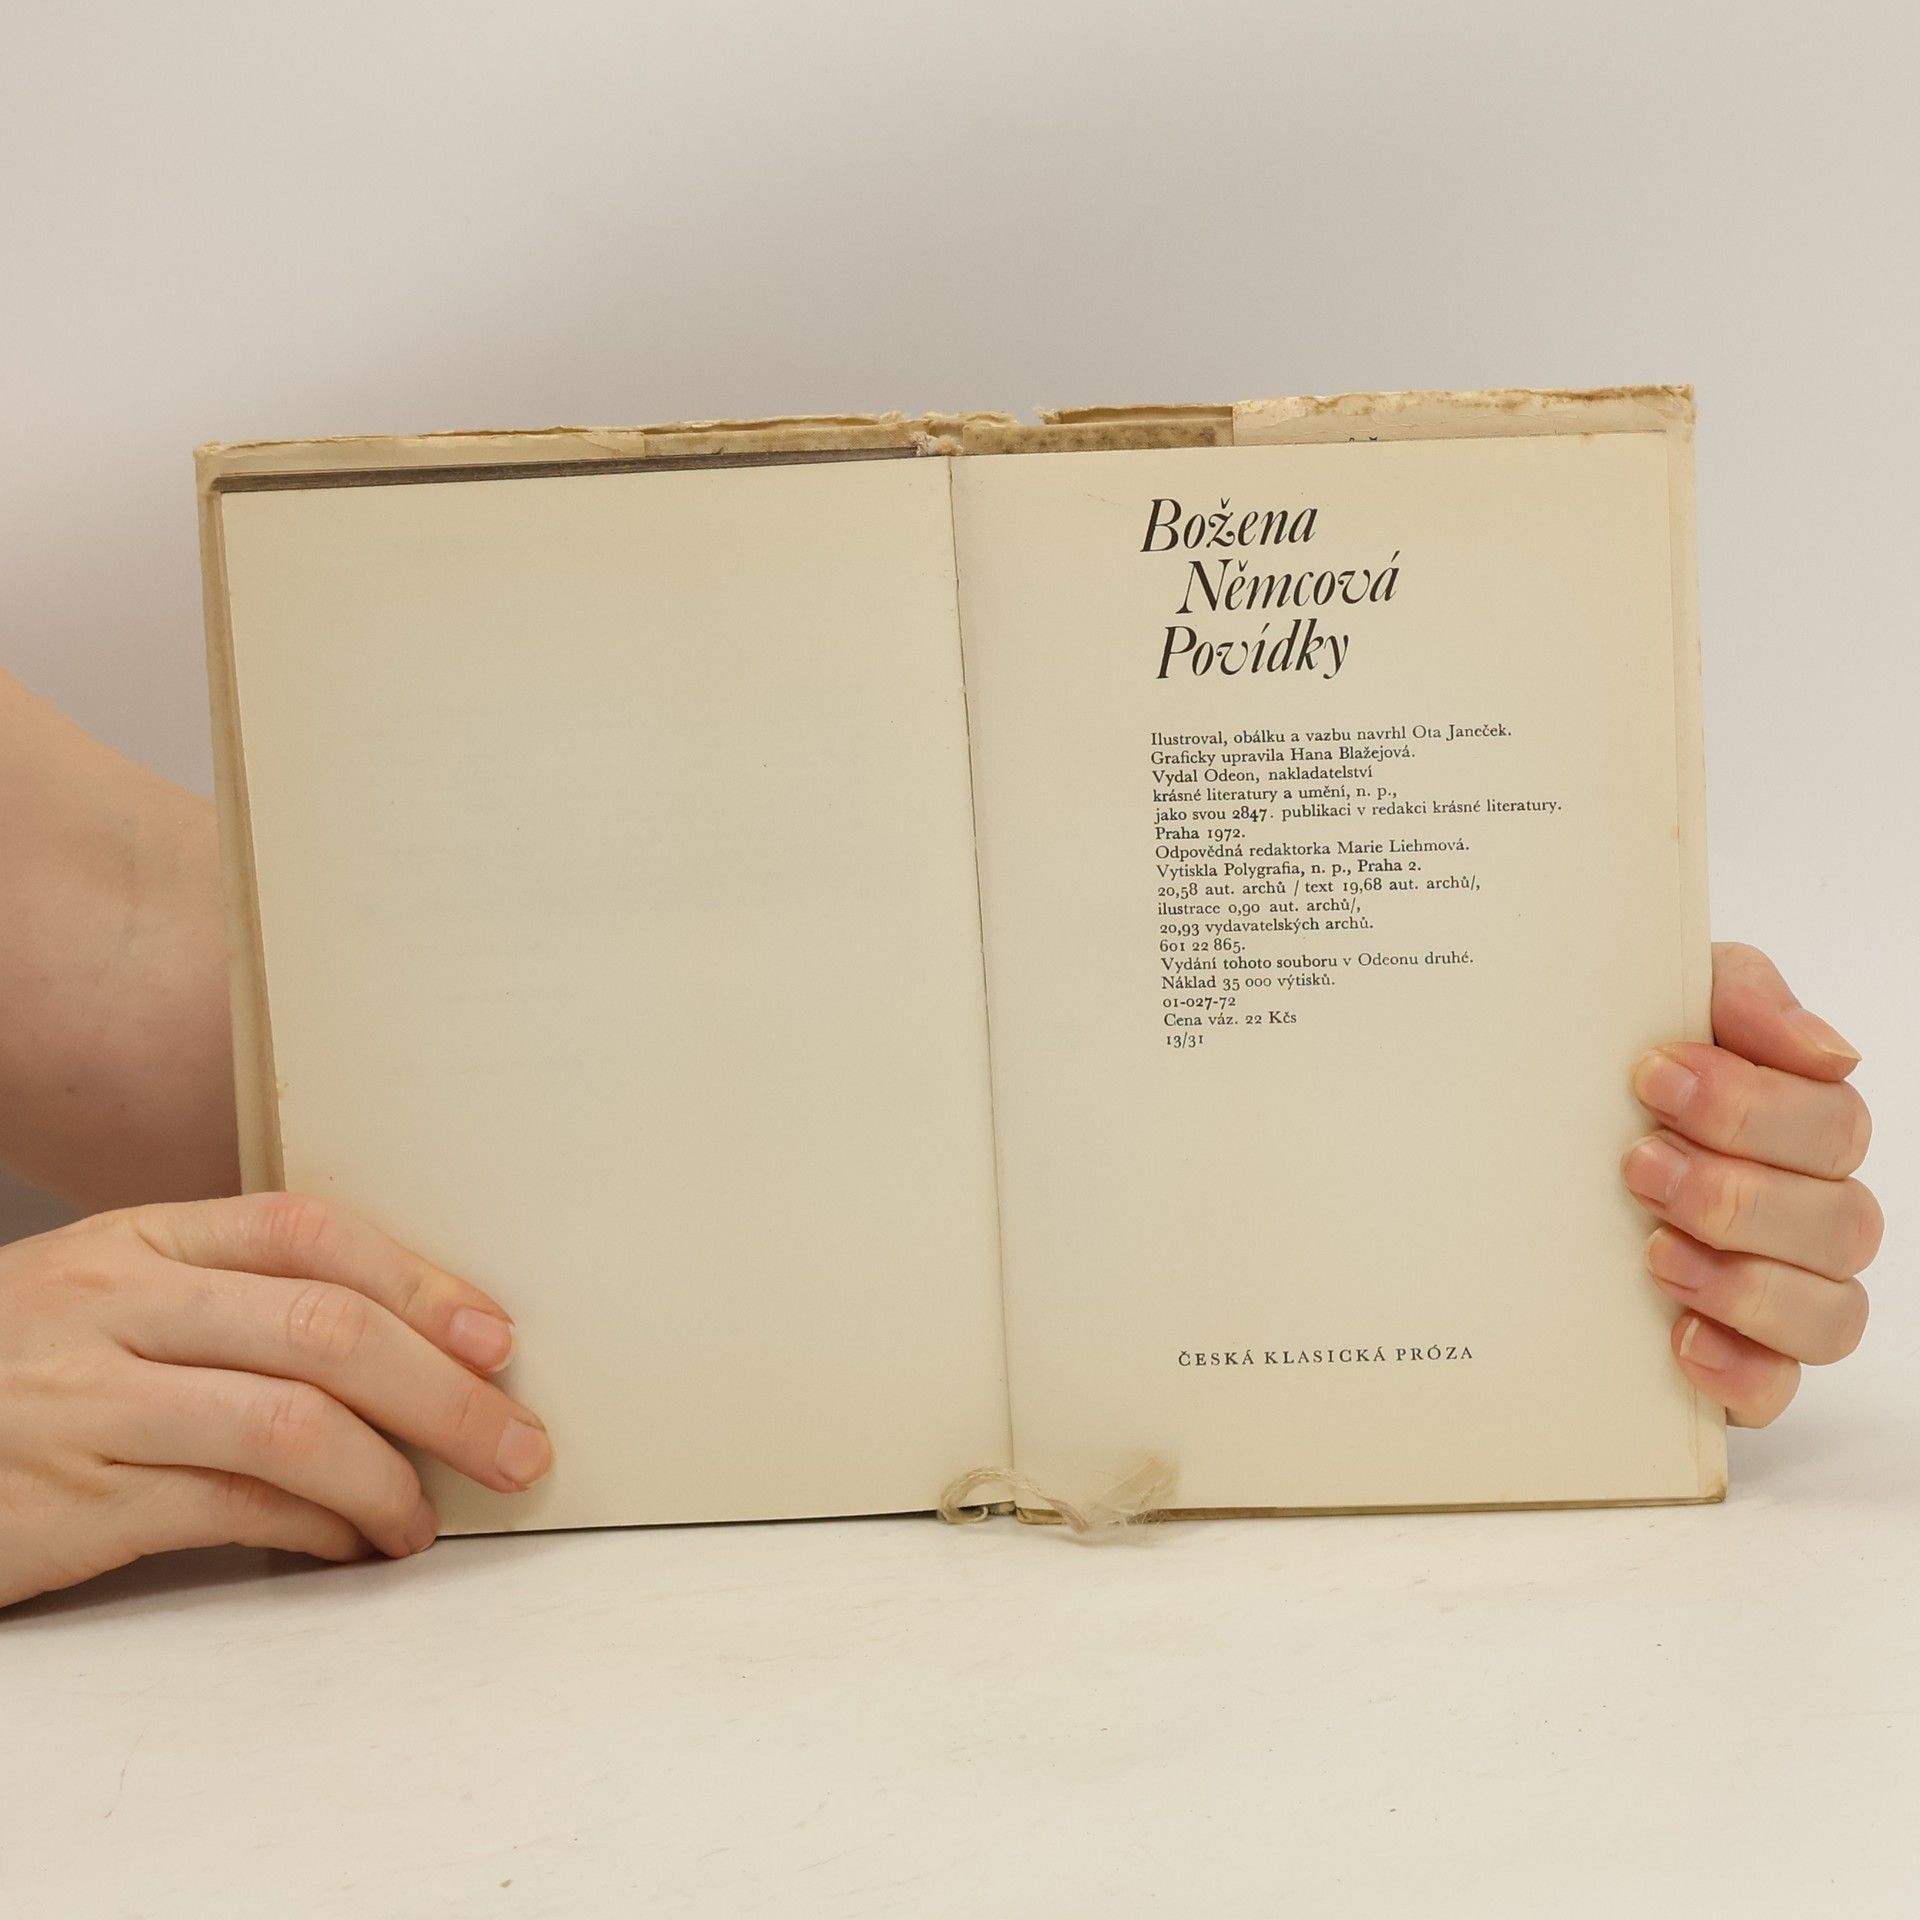 Božena
Němcová
Povídky
Ilustroval, obálku a vazbu navrhl Ota Janeček.
Graficky upravila Hana Blažejová.
Vydal Odeon, nakladatelství
krásné literatury a umění, n. p.,
jako svou 2847. publikaci v redakci krásné literatury.
Praha 1972.
Odpovědná redaktorka Marie Liehmová.
Vytiskla Polygrafia, n. p., Praha 2.
20,58 aut. archů / text 19,68 aut. archů/,
ilustrace 0,90 aut. archů/,
20,93 vydavatelských archů.
601 22 865.
Vydání tohoto souboru v Odeonu druhé.
Náklad 35 000 výtisků.
01-027-72
Cena váz. 22 Kčs
13/31
ČESKÁ KLASICKÁ PRÓZA